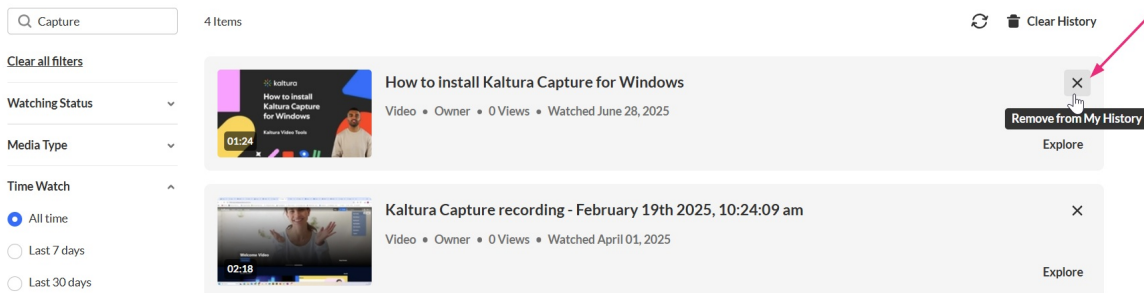 Capture
4 Items
Clear History
Clear all filters
Watching Status
Media Type
Time Watch
All time
Last 7 days
Last 30 days
kaltura
How to install
Kaltura Capture
for Windows
Kaltura Video Tools
01:24
How to install Kaltura Capture for Windows
Video • Owner • 0 Views • Watched June 28, 2025
Remove from My History
Explore
Welcome Video
02:18
Kaltura Capture recording - February 19th 2025, 10:24:09 am
Video • Owner • 0 Views • Watched April 01, 2025
Explore